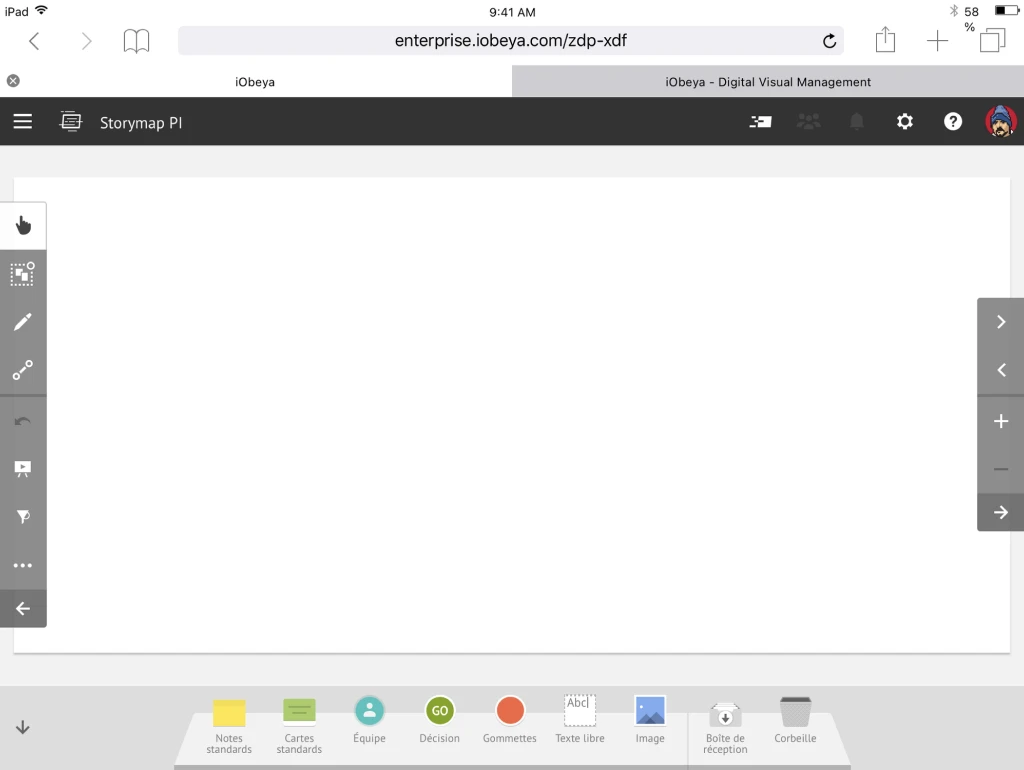 iPad 9:41 AM 58 %
enterprise.iobeya.com/zdp-xdf
iObeya iObeya - Digital Visual Management
Storymap PI
Notes standards
Cartes standards
Équipe
GO
Décision
Gommettes
Abc
Texte libre
Image
Boîte de réception
Corbeille